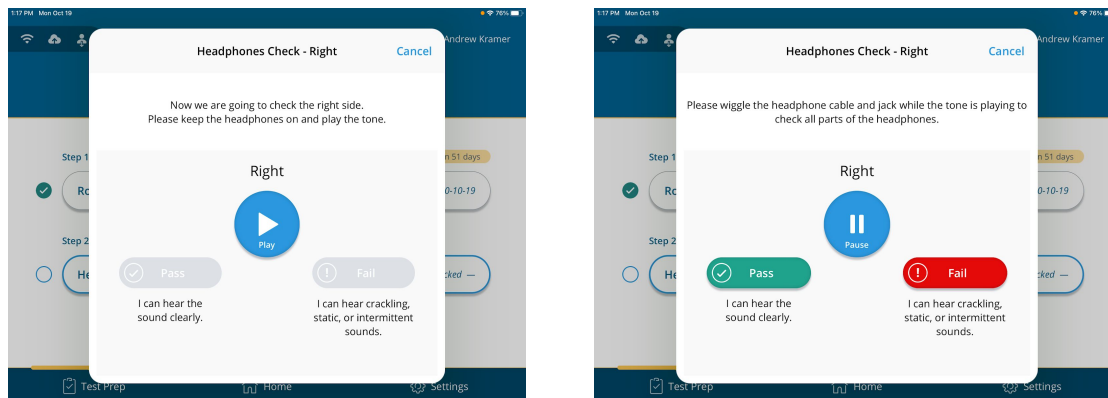 1:17 PM Mon Oct 19
76%
Andrew Kramer
Headphones Check - Right
Cancel
Now we are going to check the right side.
Please keep the headphones on and play the tone.
Step 1
n 51 days
Right
Ro
0-10-19
Play
Step 2
He
cked —
Pass
Fail
I can hear the
sound clearly.
I can hear crackling,
static, or intermittent
sounds.
Test Prep
Home
Settings
1:17 PM Mon Oct 19
76%
Andrew Kramer
Headphones Check - Right
Cancel
Please wiggle the headphone cable and jack while the tone is playing to
check all parts of the headphones.
Step 1
n 51 days
Right
Ro
0-10-19
Pause
Step 2
He
cked —
Pass
Fail
I can hear the
sound clearly.
I can hear crackling,
static, or intermittent
sounds.
Test Prep
Home
Settings